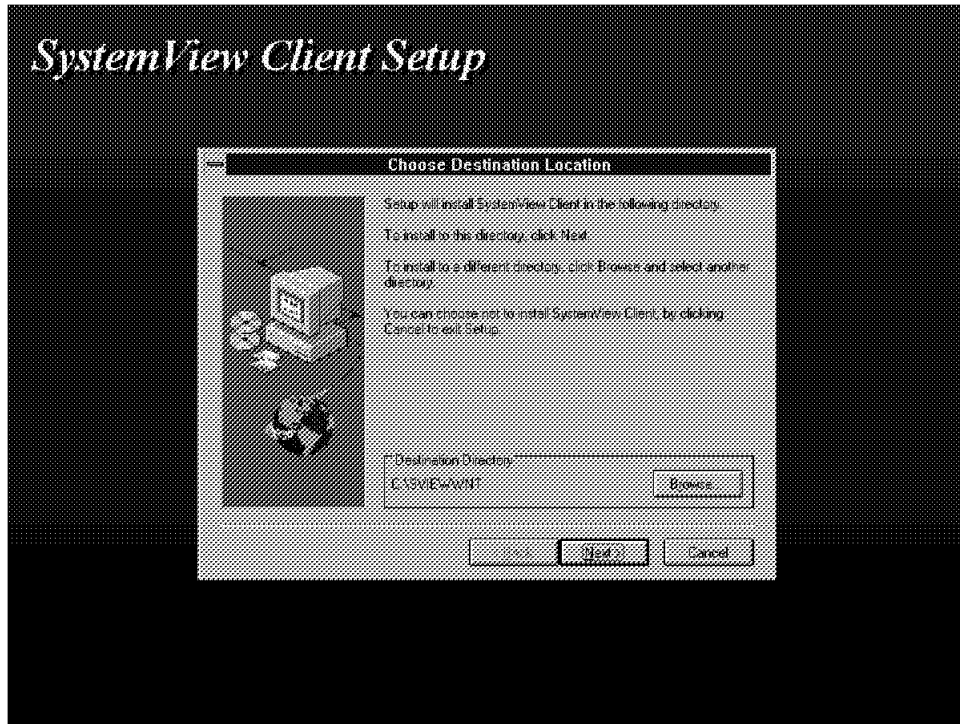 SystemView Client Setup
Choose Destination Location
Setup will install SystemView Client in the following directory.
To install to this directory, click Next.
To install to a different directory, click Browse and select another
directory.
You can choose not to install SystemView Client, by clicking
Cancel to exit Setup.
Destination Directory
C:\SVIEW\WNT
Browse...
Next >
Cancel